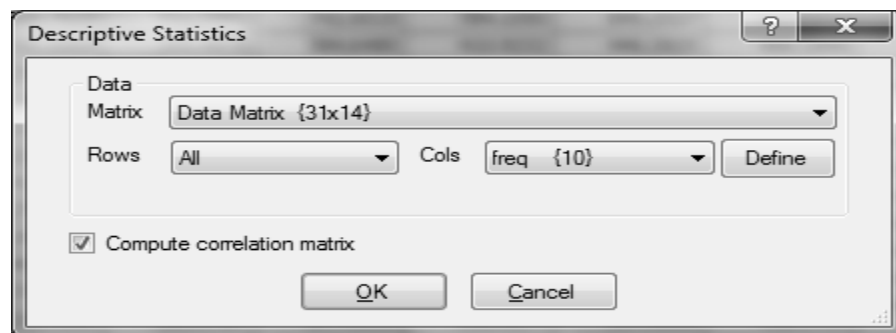 Descriptive Statistics
Data
Matrix Data Matrix {31x14}
Rows All Cols freq {10} Define
Compute correlation matrix
OK Cancel